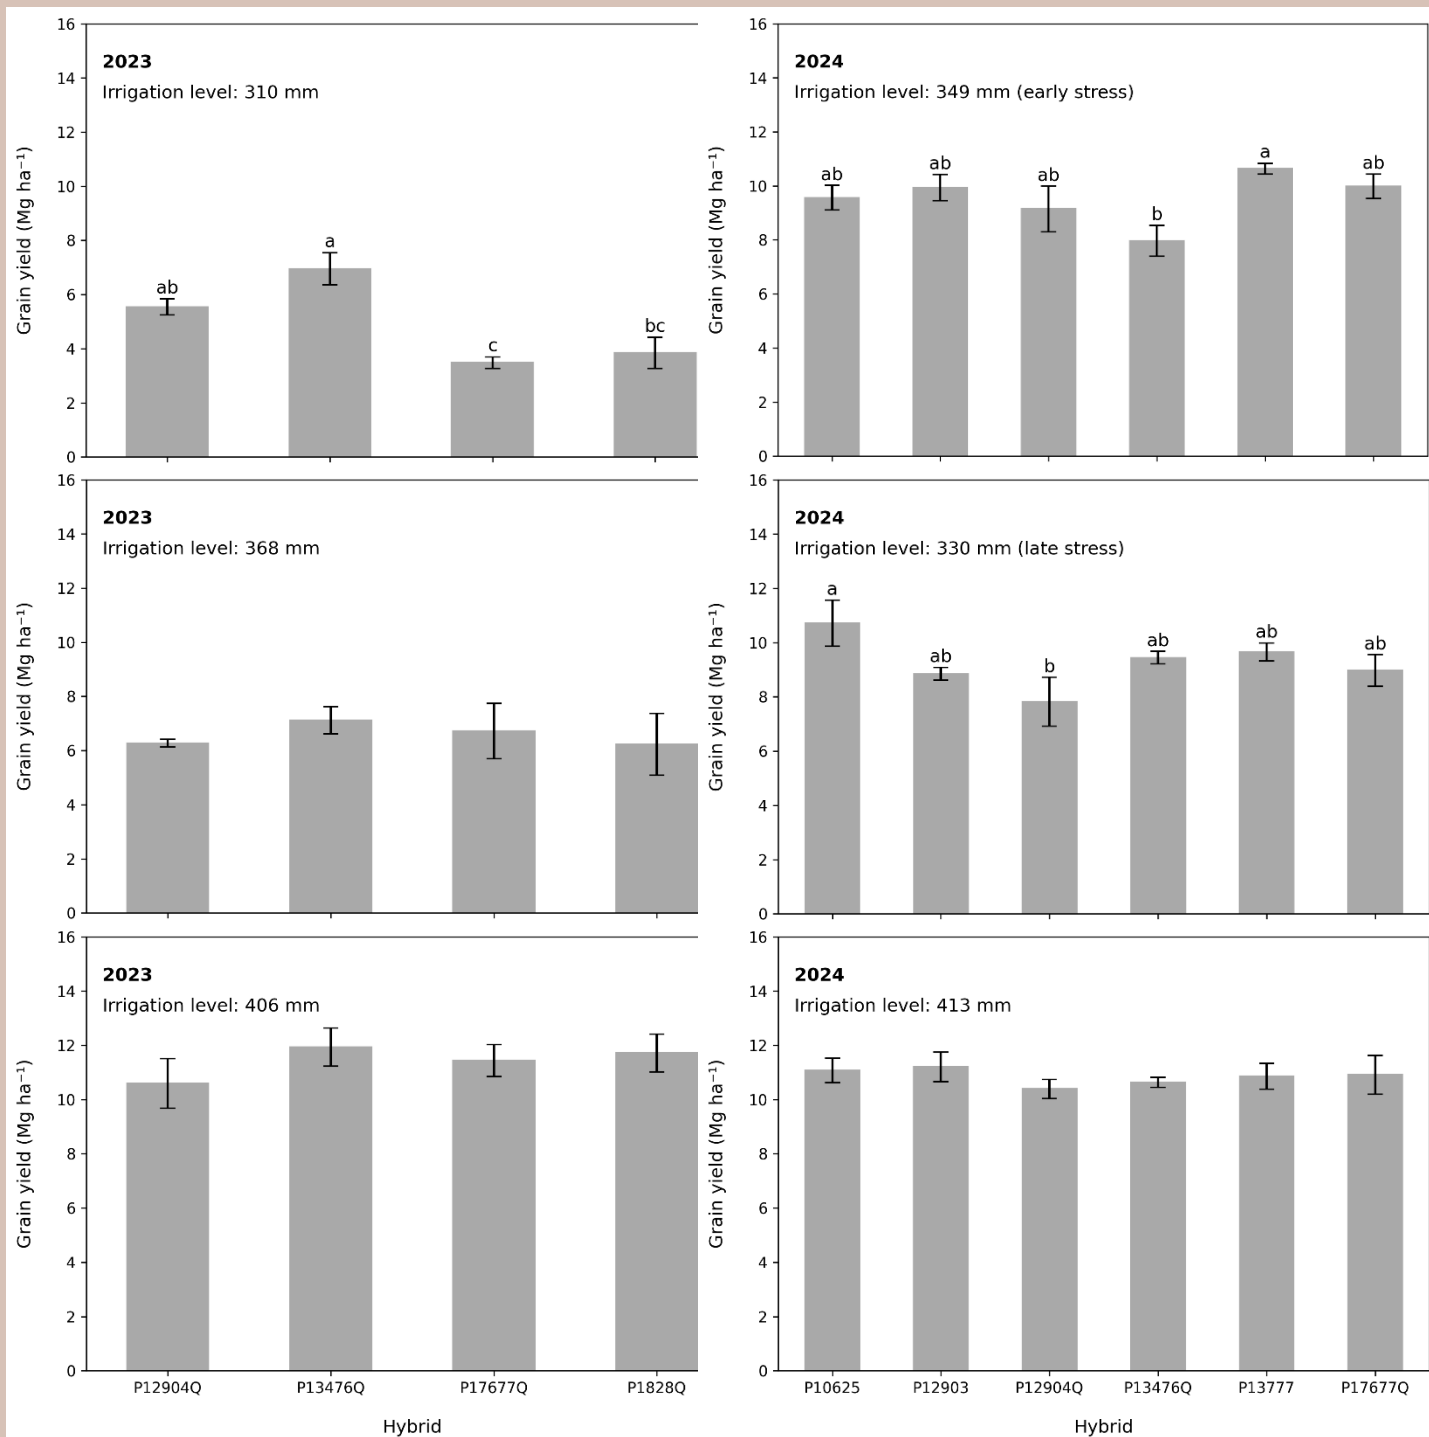 2023
Irrigation level: 310 mm
Grain yield (Mg ha⁻¹)
16
14
12
10
8
6
4
2
0
ab
a
c
bc
2024
Irrigation level: 349 mm (early stress)
Grain yield (Mg ha⁻¹)
16
14
12
10
8
6
4
2
0
ab
ab
ab
b
a
ab
2023
Irrigation level: 368 mm
Grain yield (Mg ha⁻¹)
16
14
12
10
8
6
4
2
0
2024
Irrigation level: 330 mm (late stress)
Grain yield (Mg ha⁻¹)
16
14
12
10
8
6
4
2
0
a
ab
b
ab
ab
ab
2023
Irrigation level: 406 mm
Grain yield (Mg ha⁻¹)
16
14
12
10
8
6
4
2
0
P12904Q P13476Q P17677Q P1828Q
Hybrid
2024
Irrigation level: 413 mm
Grain yield (Mg ha⁻¹)
16
14
12
10
8
6
4
2
0
P10625 P12903 P12904Q P13476Q P13777 P17677Q
Hybrid